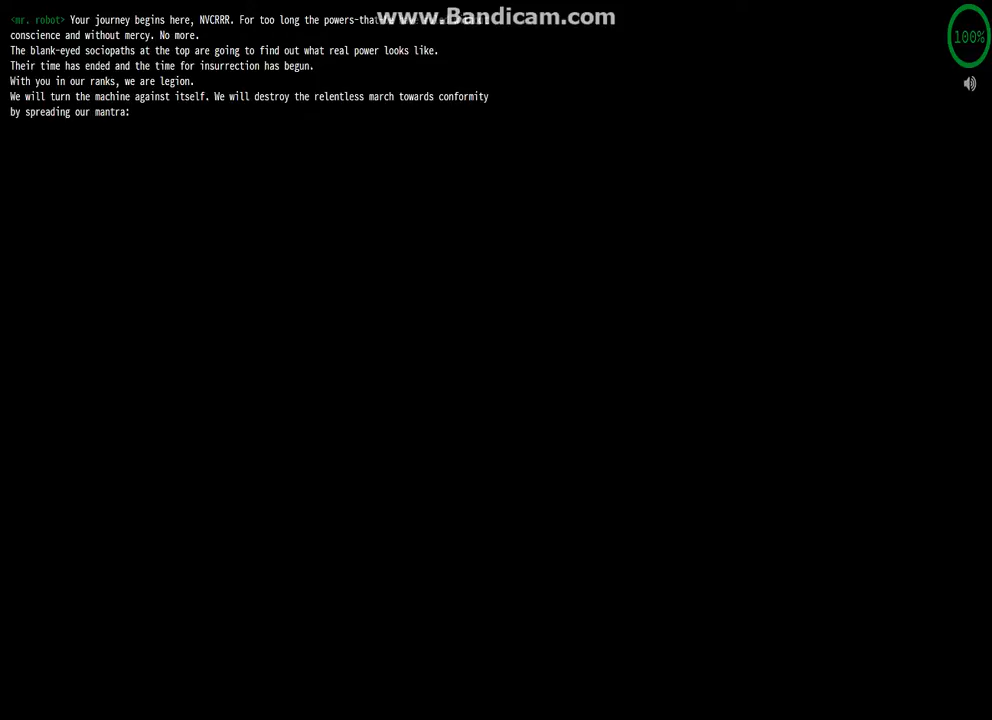 www.Bandicam.com
<mr. robot> Your journey begins here, NVCRRR. For too long the powers-that
conscience and without mercy. No more.
The blank-eyed sociopaths at the top are going to find out what real power looks like.
Their time has ended and the time for insurrection has begun.
With you in our ranks, we are legion.
We will turn the machine against itself. We will destroy the relentless march towards conformity
by spreading our mantra:
100%